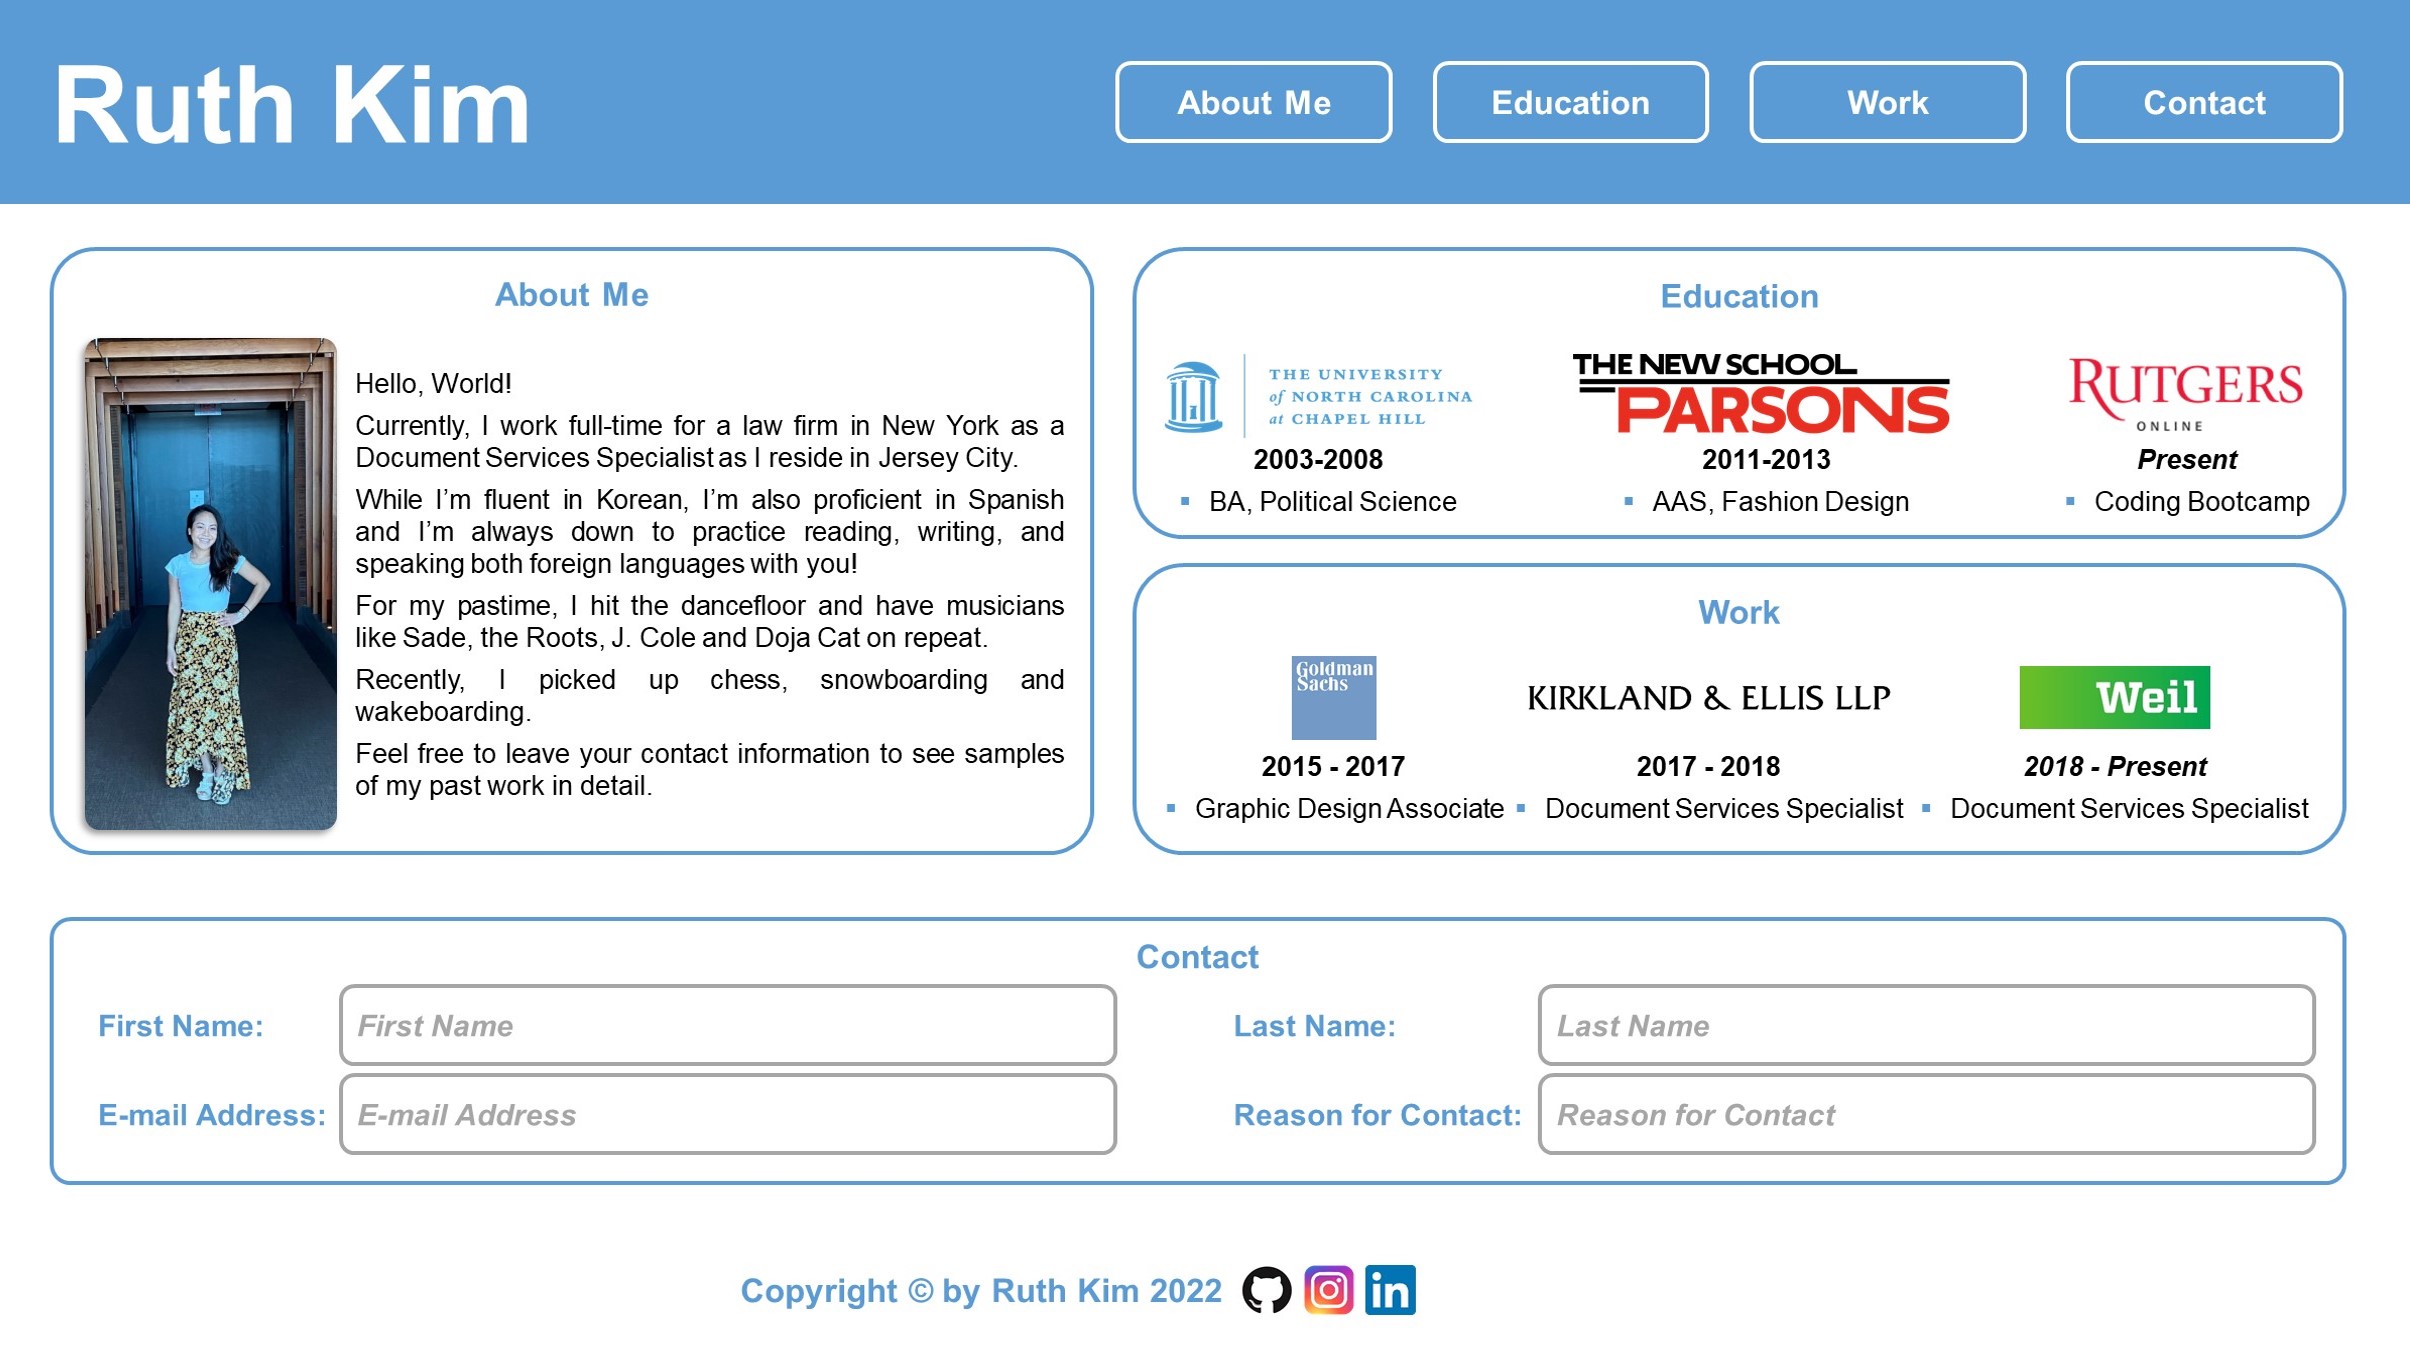 Ruth Kim
About Me
Education
Work
Contact
About Me
Hello, World!
Currently, I work full-time for a law firm in New York as a
Document Services Specialist as I reside in Jersey City.
While I’m fluent in Korean, I’m also proficient in Spanish
and I’m always down to practice reading, writing, and
speaking both foreign languages with you!
For my pastime, I hit the dancefloor and have musicians
like Sade, the Roots, J. Cole and Doja Cat on repeat.
Recently, I picked up chess, snowboarding and
wakeboarding.
Feel free to leave your contact information to see samples
of my past work in detail.
Education
THE UNIVERSITY
of NORTH CAROLINA
at CHAPEL HILL
2003-2008
▪ BA, Political Science
THE NEW SCHOOL
PARSONS
2011-2013
▪ AAS, Fashion Design
RUTGERS
ONLINE
Present
▪ Coding Bootcamp
Work
Goldman
Sachs
2015 - 2017
▪ Graphic Design Associate
KIRKLAND & ELLIS LLP
2017 - 2018
▪ Document Services Specialist
Weil
2018 - Present
▪ Document Services Specialist
Contact
First Name: First Name
Last Name: Last Name
E-mail Address: E-mail Address
Reason for Contact: Reason for Contact
Copyright © by Ruth Kim 2022
in